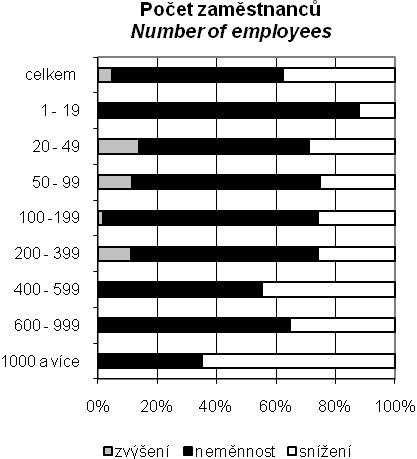 Počet zaměstnanců
Number of employees
celkem
1 - 19
20 - 49
50 - 99
100 -199
200 - 399
400 - 599
600 - 999
1000 a více
0% 20% 40% 60% 80% 100%
zvýšení neměnnost snížení